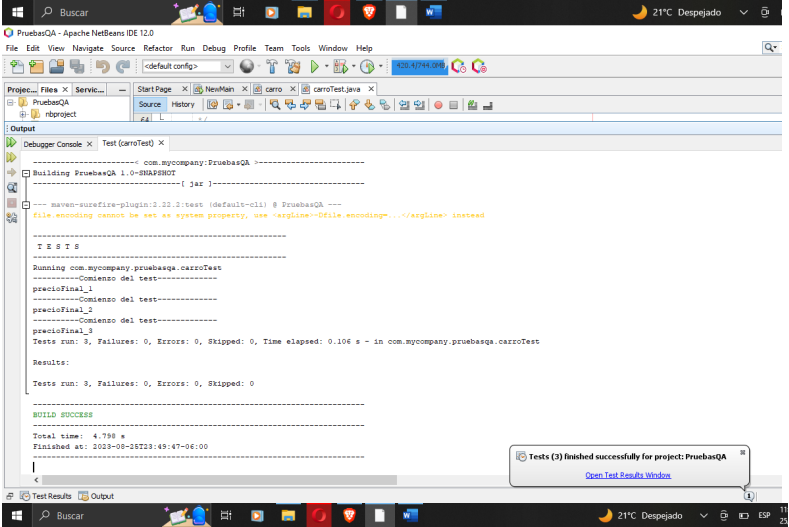 Buscar
21°C Despejado
PruebasQA - Apache NetBeans IDE 12.0
File Edit View Navigate Source Refactor Run Debug Profile Team Tools Window Help
<default config>
420.4/744.0MB
Projec... Files × Servic... Start Page × NewMain × carro × carroTest.java ×
PruebasQA Source History
nbproject
64 */
Output
Debugger Console × Test (carroTest) ×
-----------------------< com.mycompany:PruebasQA >------------------------
Building PruebasQA 1.0-SNAPSHOT
--------------------------------[ jar ]---------------------------------
--- maven-surefire-plugin:2.22.2:test (default-cli) @ PruebasQA ---
file.encoding cannot be set as system property, use <argLine>-Dfile.encoding=...</argLine> instead
-------------------------------------------------------
T E S T S
-------------------------------------------------------
Running com.mycompany.pruebasqa.carroTest
----------Comienzo del test-------------
precioFinal_1
----------Comienzo del test-------------
precioFinal_2
----------Comienzo del test-------------
precioFinal_3
Tests run: 3, Failures: 0, Errors: 0, Skipped: 0, Time elapsed: 0.106 s - in com.mycompany.pruebasqa.carroTest
Results:
Tests run: 3, Failures: 0, Errors: 0, Skipped: 0
------------------------------------------------------------------------
BUILD SUCCESS
------------------------------------------------------------------------
Total time: 4.798 s
Finished at: 2023-08-25T23:49:47-06:00
------------------------------------------------------------------------
Tests (3) finished successfully for project: PruebasQA
Open Test Results Window
Test Results Output
1
Buscar
21°C Despejado
ESP